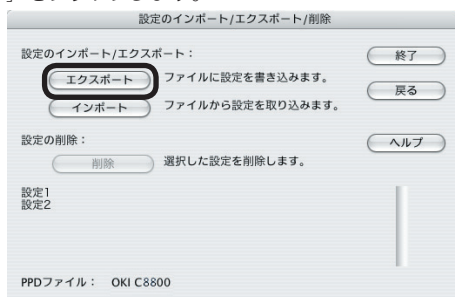 設定のインポート/エクスポート/削除
設定のインポート/エクスポート：
エクスポート ファイルに設定を書き込みます。
インポート ファイルから設定を取り込みます。
終了
戻る
設定の削除：
ヘルプ
削除 選択した設定を削除します。
設定1
設定2
PPDファイル： OKI C8800